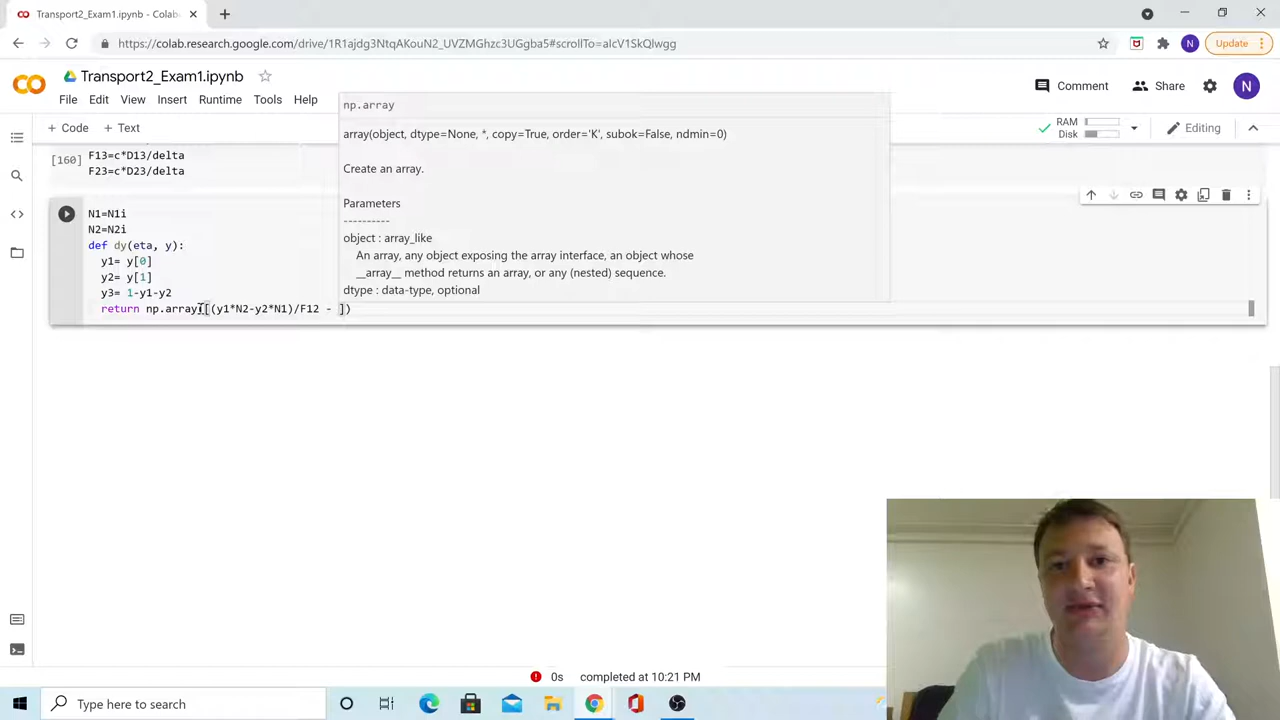 Transport2_Exam1.ipynb - Colab
https://colab.research.google.com/drive/1R1ajdg3NtqAKouN2_UVZMGhzc3UGgba5#scrollTo=aIcV1SkQlwgg
N
Update
Transport2_Exam1.ipynb
File Edit View Insert Runtime Tools Help
Comment
Share
N
+ Code + Text
RAM
Disk
Editing
[160]
F13=c*D13/delta
F23=c*D23/delta
np.array
array(object, dtype=None, *, copy=True, order='K', subok=False, ndmin=0)
Create an array.
Parameters
----------
object : array_like
An array, any object exposing the array interface, an object whose
__array__ method returns an array, or any (nested) sequence.
dtype : data-type, optional
N1=N1i
N2=N2i
def dy(eta, y):
y1= y[0]
y2= y[1]
y3= 1-y1-y2
return np.array([(y1*N2-y2*N1)/F12 - ])
0s completed at 10:21 PM
Type here to search